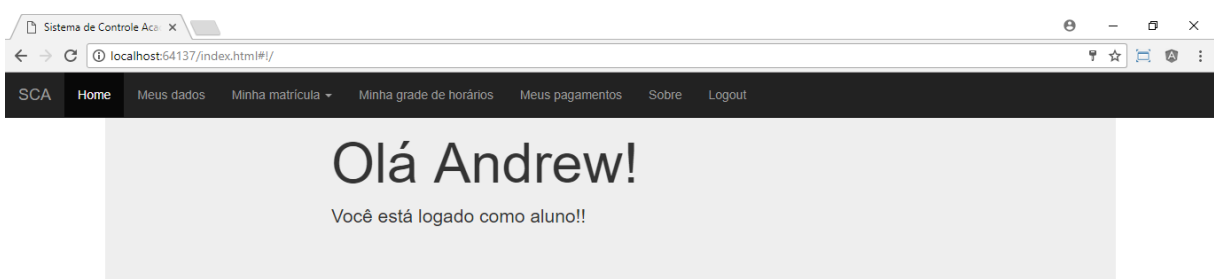 Sistema de Controle Aca
localhost:64137/index.html#!/
SCA Home Meus dados Minha matrícula Minha grade de horários Meus pagamentos Sobre Logout
Olá Andrew!
Você está logado como aluno!!